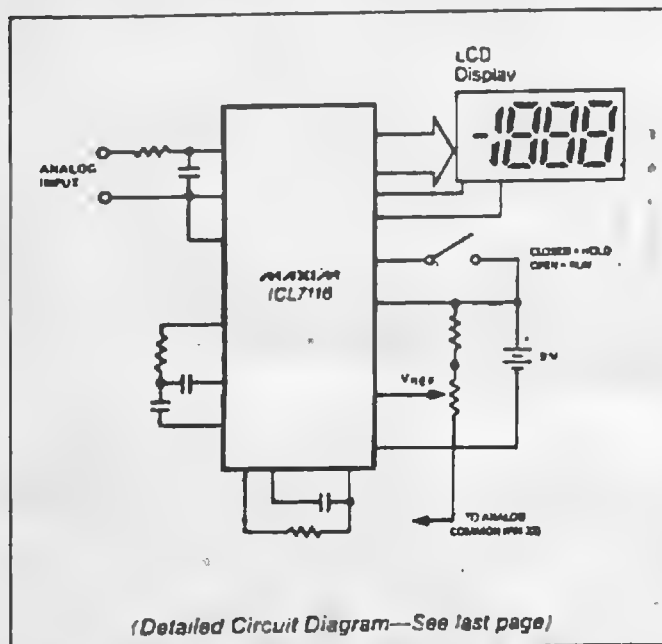 LCD
Display
-1888
ANALOG
INPUT
CLOSED = HOLD
OPEN = RUN
MAXIM
ICL7116
9V
VREF
TO ANALOG
COMMON (PIN 32)
(Detailed Circuit Diagram—See last page)